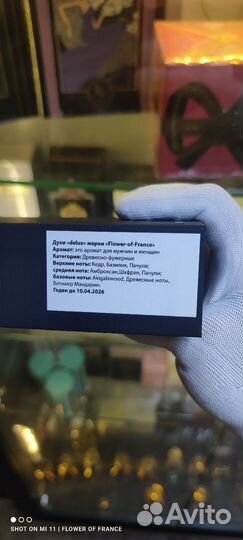 Духи «delux» марки «Flower-of-France»
Аромат: это аромат для мужчин и женщин
Категория: Древесно-фужерные
Верхние ноты: Кедр, Базилик, Пачули;
средняя нота: Амброксан,Шафран, Пачули;
базовые ноты: Akigalawood, Древесные ноты,
Ветивер Мандарин.
Годен до 10.04.2026
SHOT ON MI 11 | FLOWER OF FRANCE
Avito